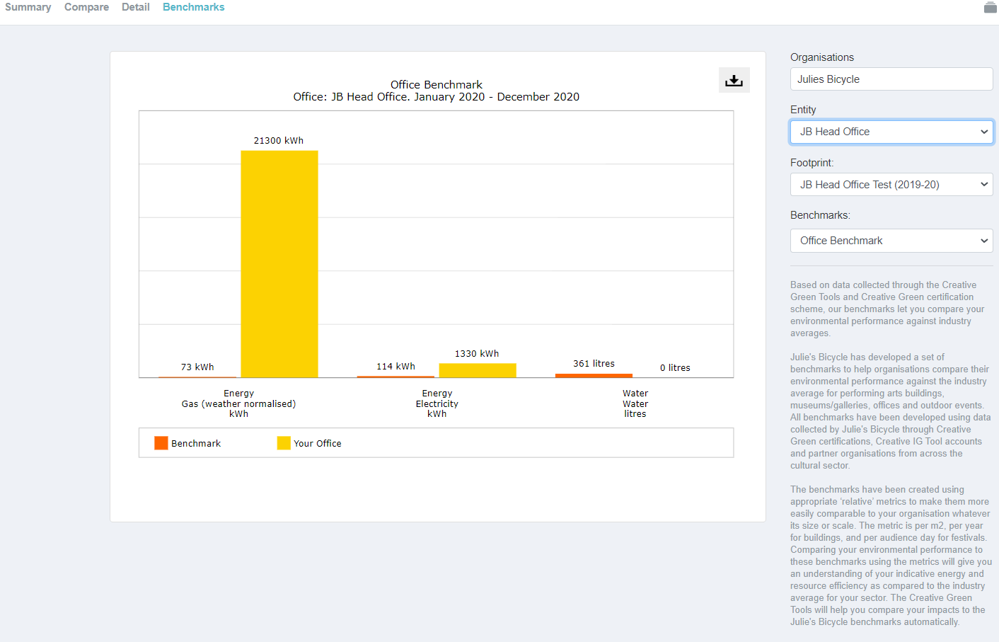 Summary Compare Detail Benchmarks
Office Benchmark
Office: JB Head Office. January 2020 - December 2020
21300 kWh
73 kWh
114 kWh
1330 kWh
361 litres
0 litres
Energy
Gas (weather normalised)
kWh
Energy
Electricity
kWh
Water
Water
litres
Benchmark
Your Office
Organisations
Julies Bicycle
Entity
JB Head Office
Footprint:
JB Head Office Test (2019-20)
Benchmarks:
Office Benchmark
Based on data collected through the Creative
Green Tools and Creative Green certification
scheme, our benchmarks let you compare your
environmental performance against industry
averages.
Julie's Bicycle has developed a set of
benchmarks to help organisations compare their
environmental performance against the industry
average for performing arts buildings,
museums/galleries, offices and outdoor events.
All benchmarks have been developed using data
collected by Julie's Bicycle through Creative
Green certifications, Creative IG Tool accounts
and partner organisations from across the
cultural sector.
The benchmarks have been created using
appropriate 'relative' metrics to make them more
easily comparable to your organisation whatever
its size or scale. The metric is per m2, per year
for buildings, and per audience day for festivals.
Comparing your environmental performance to
these benchmarks using the metrics will give you
an understanding of your indicative energy and
resource efficiency as compared to the industry
average for your sector. The Creative Green
Tools will help you compare your impacts to the
Julie's Bicycle benchmarks automatically.